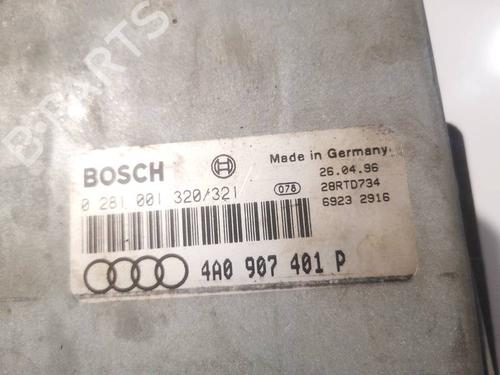 B-PARTS
BOSCH
Made in Germany
0 281 001 320/321
078
26.04.96
28RTD734
6923 2916
4A0 907 401 P